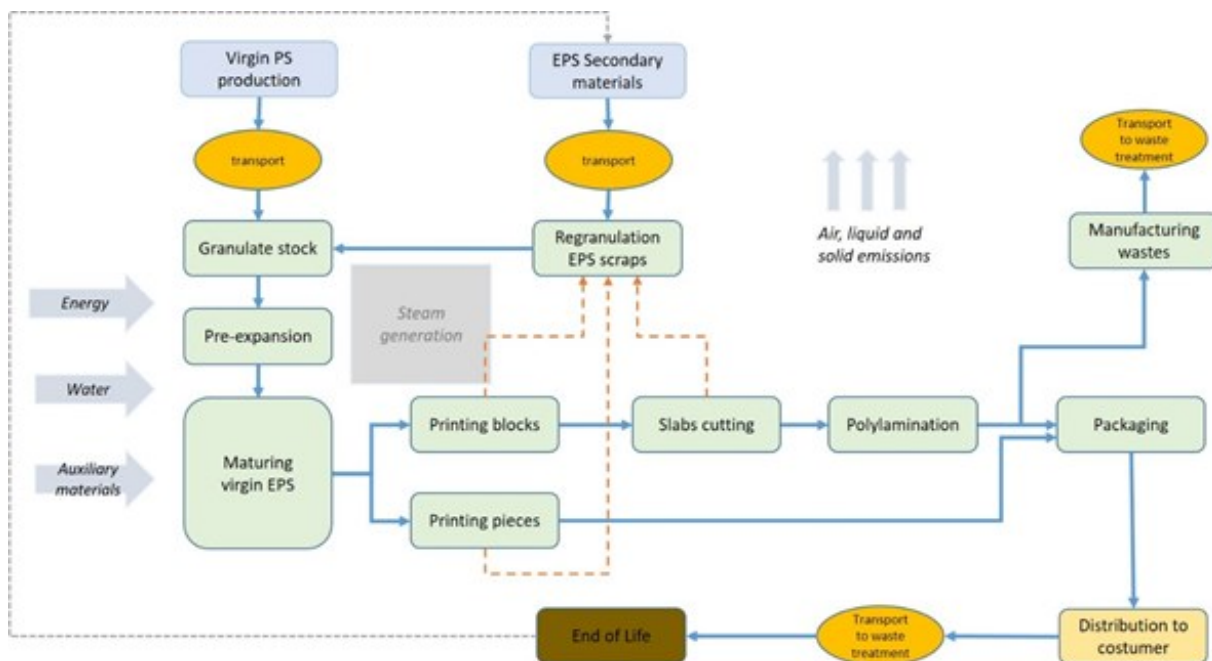 Virgin PS
production
EPS Secondary
materials
transport
transport
Transport
to waste
treatment
Granulate stock
Regranulation
EPS scraps
Air, liquid and
solid emissions
Manufacturing
wastes
Energy
Steam
generation
Pre-expansion
Water
Printing blocks
Slabs cutting
Polylamination
Packaging
Auxiliary
materials
Maturing
virgin EPS
Printing pieces
End of Life
Transport
to waste
treatment
Distribution to
costumer